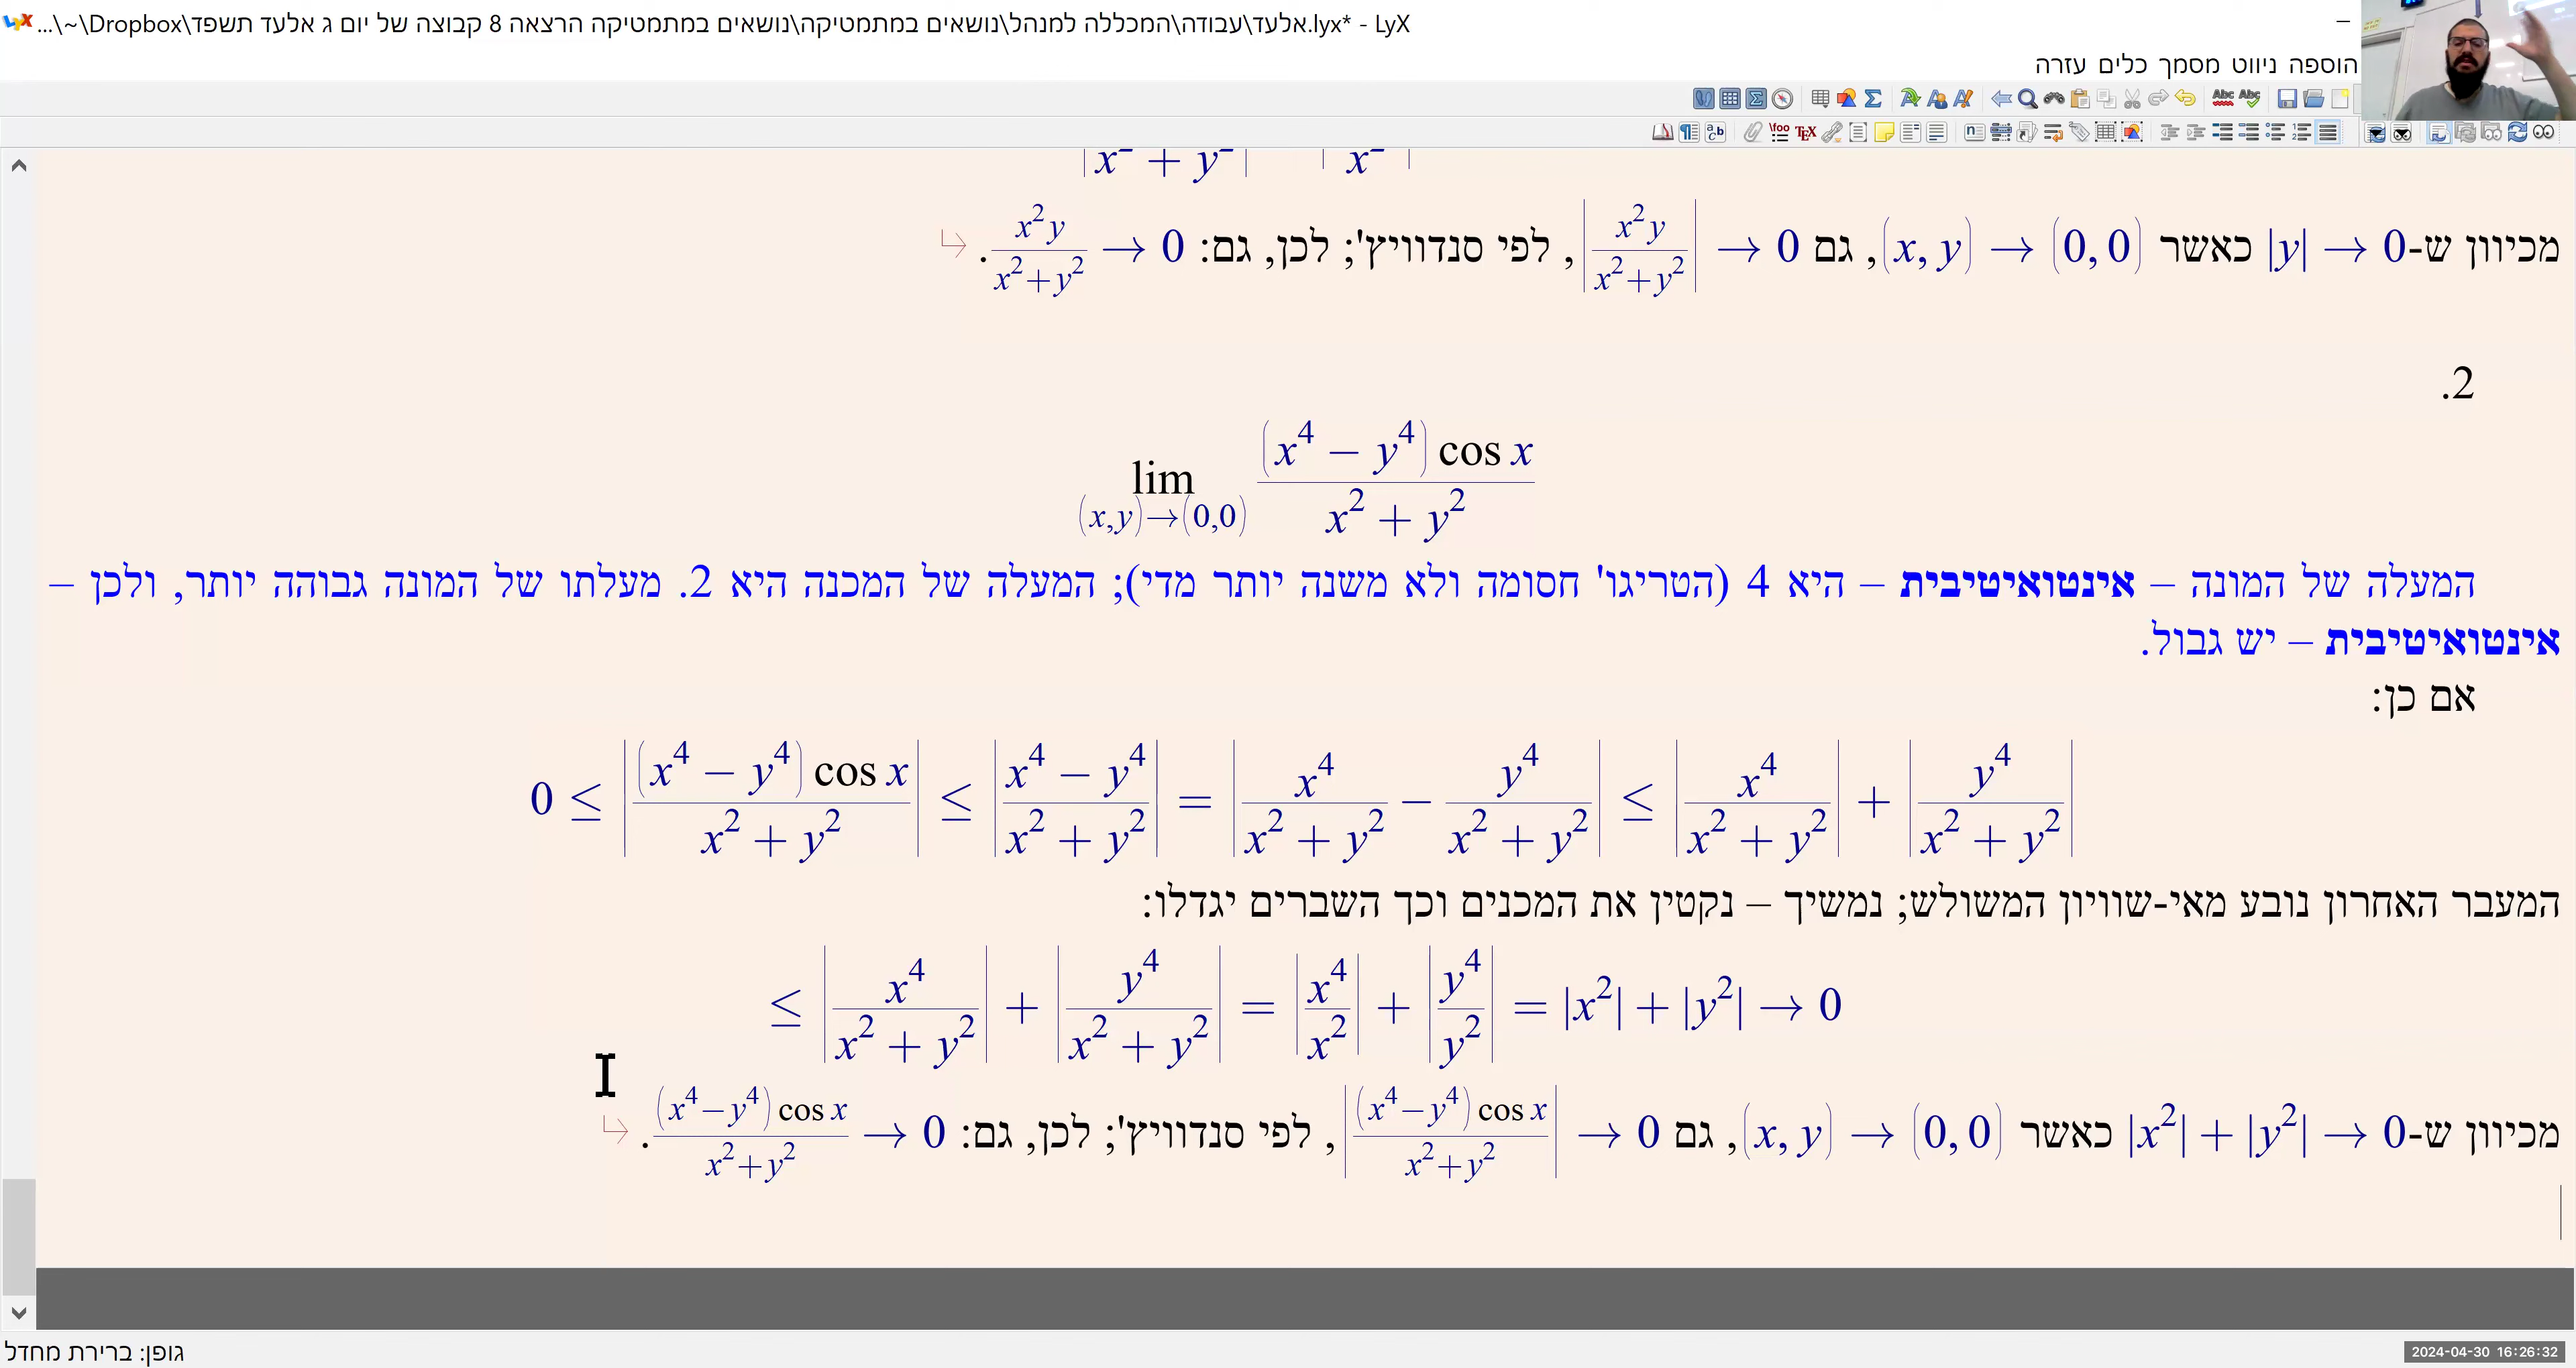 ...\~\Dropbox\אלעד\עבודה\המכללה למנהל\נושאים במתמטיקה\נושאים במתמטיקה הרצאה 8 קבוצה של יום ג אלעד תשפד.lyx* - LyX
הוספה ניווט מסמך כלים עזרה
|x² + y²| |x²|
מכיוון ש-|y| → 0 כאשר (x, y) → (0, 0), גם |x²y / x²+y²| → 0, לפי סנדוויץ'; לכן, גם: x²y / x²+y² → 0.
2.
lim (x,y)→(0,0) (x⁴ − y⁴) cos x / x² + y²
המעלה של המונה – אינטואיטיבית – היא 4 (הטריגו' חסומה ולא משנה יותר מדי); המעלה של המכנה היא 2. מעלתו של המונה גבוהה יותר, ולכן –
אינטואיטיבית – יש גבול.
אם כן:
0 ≤ |(x⁴ − y⁴) cos x / x² + y²| ≤ |x⁴ − y⁴ / x² + y²| = |x⁴ / x² + y² − y⁴ / x² + y²| ≤ |x⁴ / x² + y²| + |y⁴ / x² + y²|
המעבר האחרון נובע מאי-שוויון המשולש; נמשיך – נקטין את המכנים וכך השברים יגדלו:
≤ |x⁴ / x² + y²| + |y⁴ / x² + y²| = |x⁴ / x²| + |y⁴ / y²| = |x²| + |y²| → 0
מכיוון ש-|x²| + |y²| → 0 כאשר (x, y) → (0, 0), גם |(x⁴−y⁴) cos x / x²+y²| → 0, לפי סנדוויץ'; לכן, גם: (x⁴−y⁴) cos x / x²+y² → 0.
גופן: ברירת מחדל
2024-04-30 16:26:32